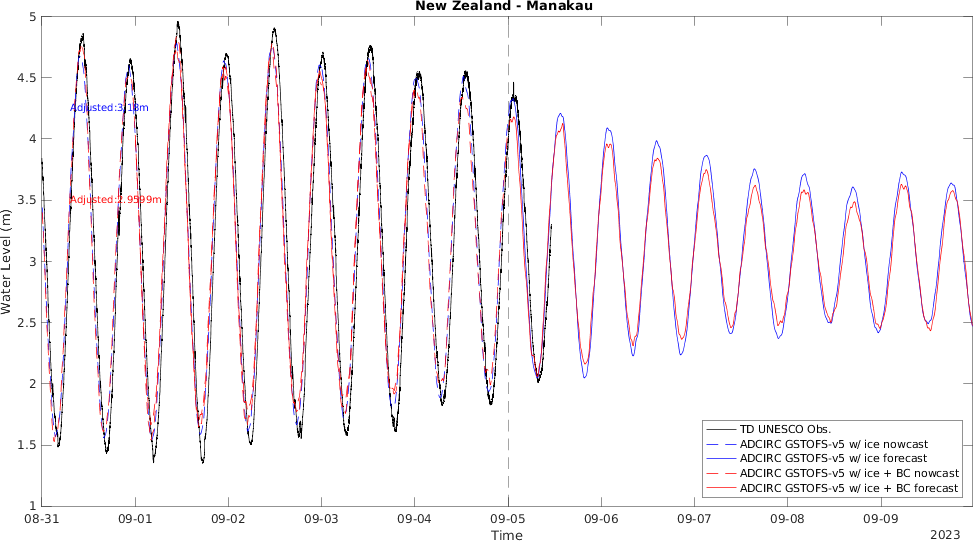 New Zealand - Manakau
5
4.5
Adjusted:3.18m
4
3.5
Adjusted:2.9599m
3
2.5
2
1.5
1
Water Level (m)
TD UNESCO Obs.
ADCIRC GSTOFS-v5 w/ ice nowcast
ADCIRC GSTOFS-v5 w/ ice forecast
ADCIRC GSTOFS-v5 w/ ice + BC nowcast
ADCIRC GSTOFS-v5 w/ ice + BC forecast
08-31 09-01 09-02 09-03 09-04 09-05 09-06 09-07 09-08 09-09
Time
2023